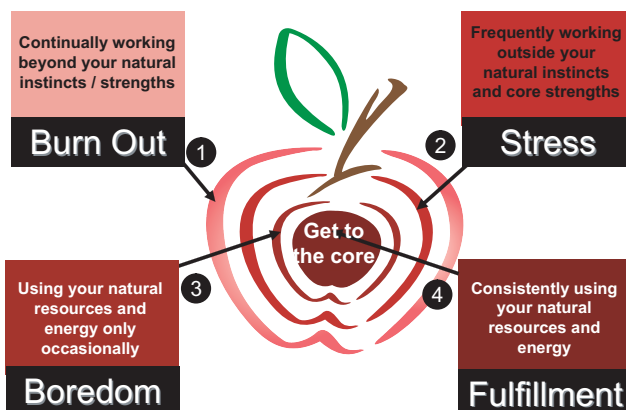 Continually working
beyond your natural
instincts / strengths
Burn Out
1
Frequently working
outside your
natural instincts
and core strengths
Stress
2
Get to
the core
Using your natural
resources and
energy only
occasionally
Boredom
3
Consistently using
your natural
resources and
energy
Fulfillment
4